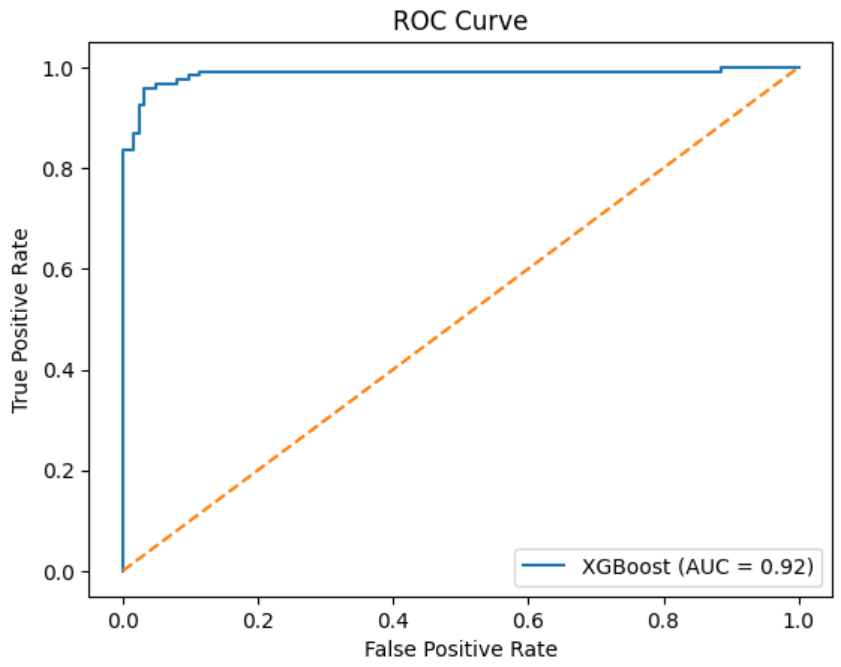 ROC Curve
1.0
0.8
0.6
0.4
0.2
0.0
True Positive Rate
XGBoost (AUC = 0.92)
0.0 0.2 0.4 0.6 0.8 1.0
False Positive Rate